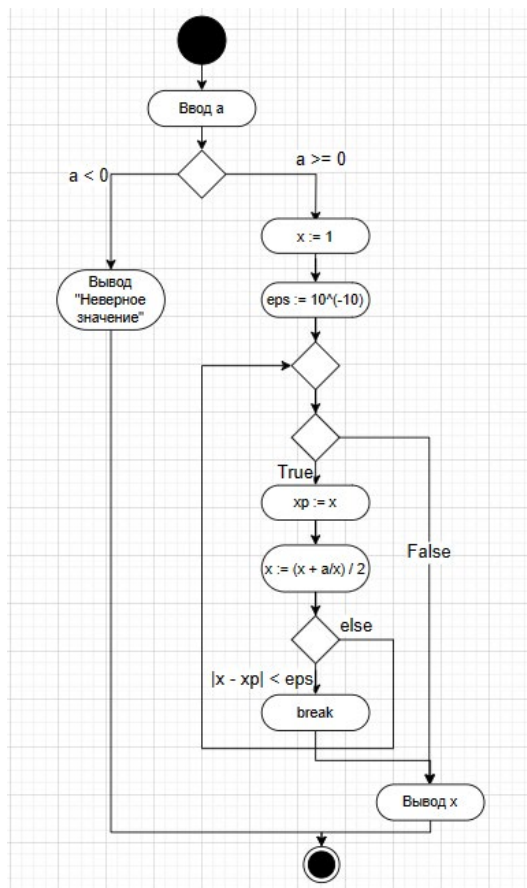 Ввод a
a < 0
a >= 0
x := 1
Вывод
"Неверное
значение"
eps := 10^(-10)
True
xp := x
False
x := (x + a/x) / 2
else
|x - xp| < eps
break
Вывод x